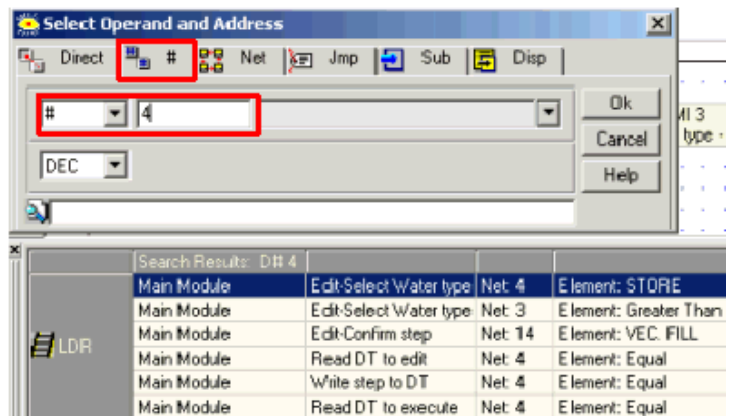 Select Operand and Address
Direct # Net Jmp Sub Disp
# 4 Ok
MI 3
Cancel type
DEC Help
Search Results: D# 4
Main Module Edit-Select Water type Net: 4 Element: STORE
Main Module Edit-Select Water type Net: 3 Element: Greater Than
LDR Main Module Edit-Confirm step Net: 14 Element: VEC. FILL
Main Module Read DT to edit Net: 4 Element: Equal
Main Module Write step to DT Net: 4 Element: Equal
Main Module Read DT to execute Net: 4 Element: Equal